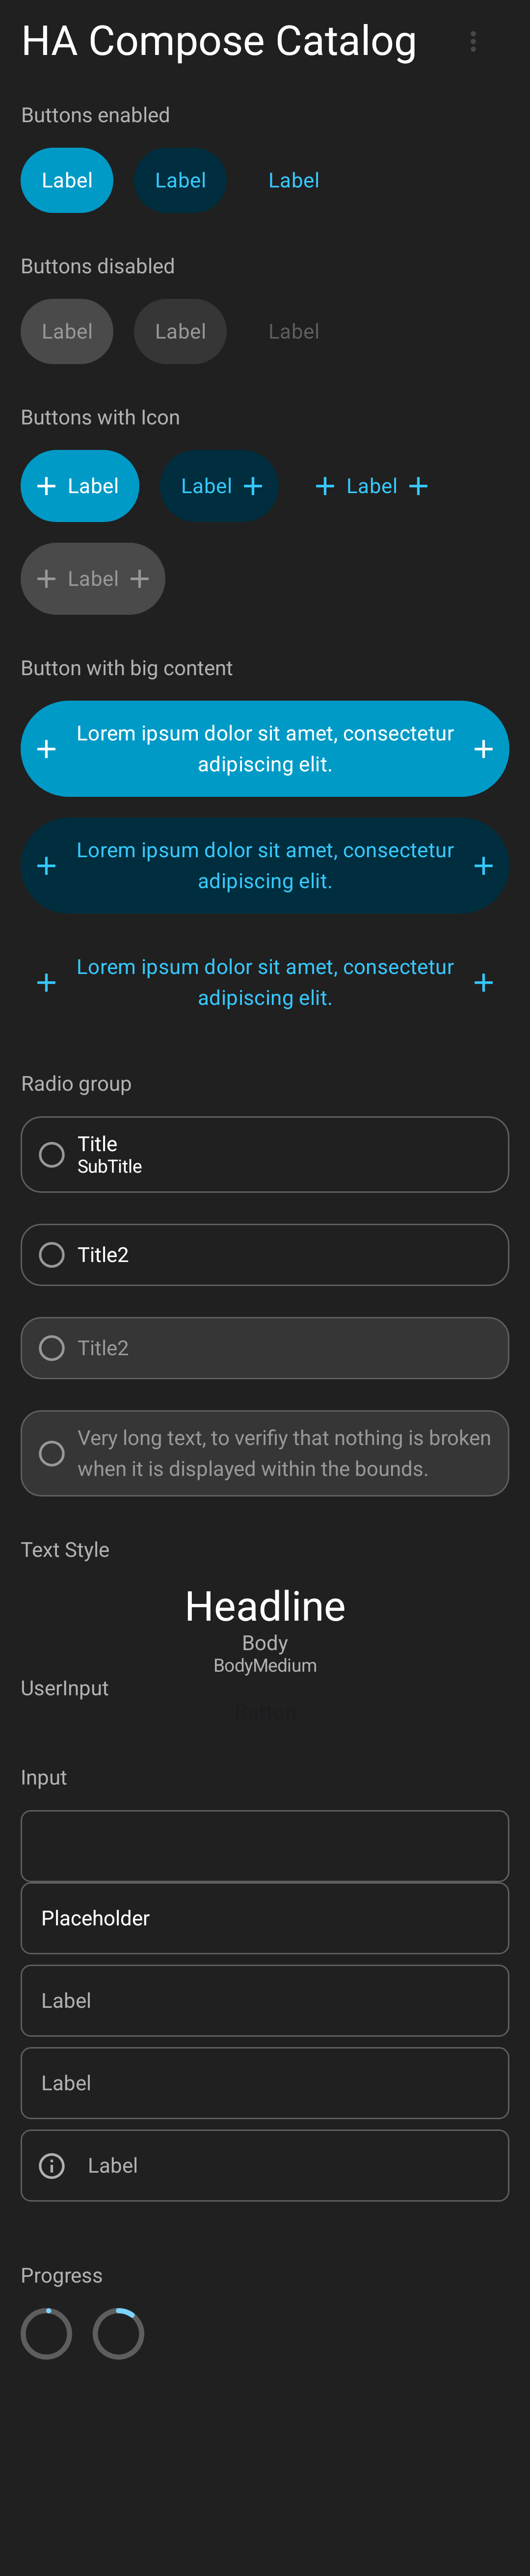 HA Compose Catalog
Buttons enabled
Label Label Label
Buttons disabled
Label Label Label
Buttons with Icon
Label Label Label
Label
Button with big content
Lorem ipsum dolor sit amet, consectetur
adipiscing elit.
Lorem ipsum dolor sit amet, consectetur
adipiscing elit.
Lorem ipsum dolor sit amet, consectetur
adipiscing elit.
Radio group
Title
SubTitle
Title2
Title2
Very long text, to verifiy that nothing is broken
when it is displayed within the bounds.
Text Style
Headline
Body
BodyMedium
UserInput
Button
Input
Placeholder
Label
Label
Label
Progress